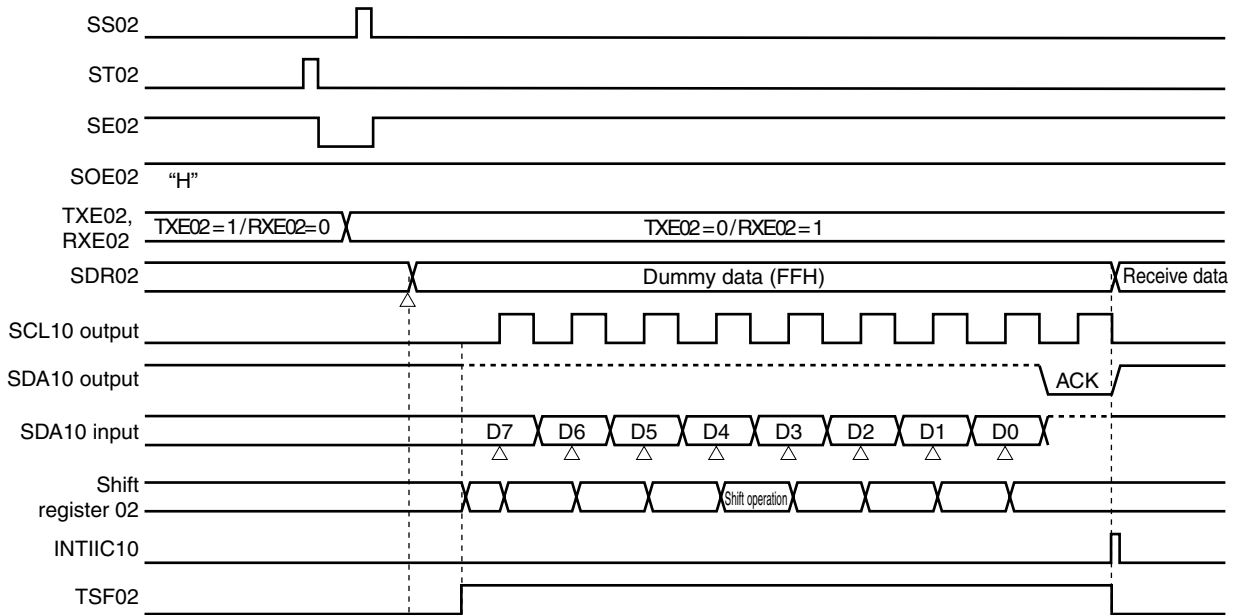 SS02
ST02
SE02
SOE02 “H”
TXE02,
RXE02
TXE02=1/RXE02=0 TXE02=0/RXE02=1
SDR02 Dummy data (FFH) Receive data
SCL10 output
SDA10 output ACK
SDA10 input D7 D6 D5 D4 D3 D2 D1 D0
Shift
register 02
Shift operation
INTIIC10
TSF02